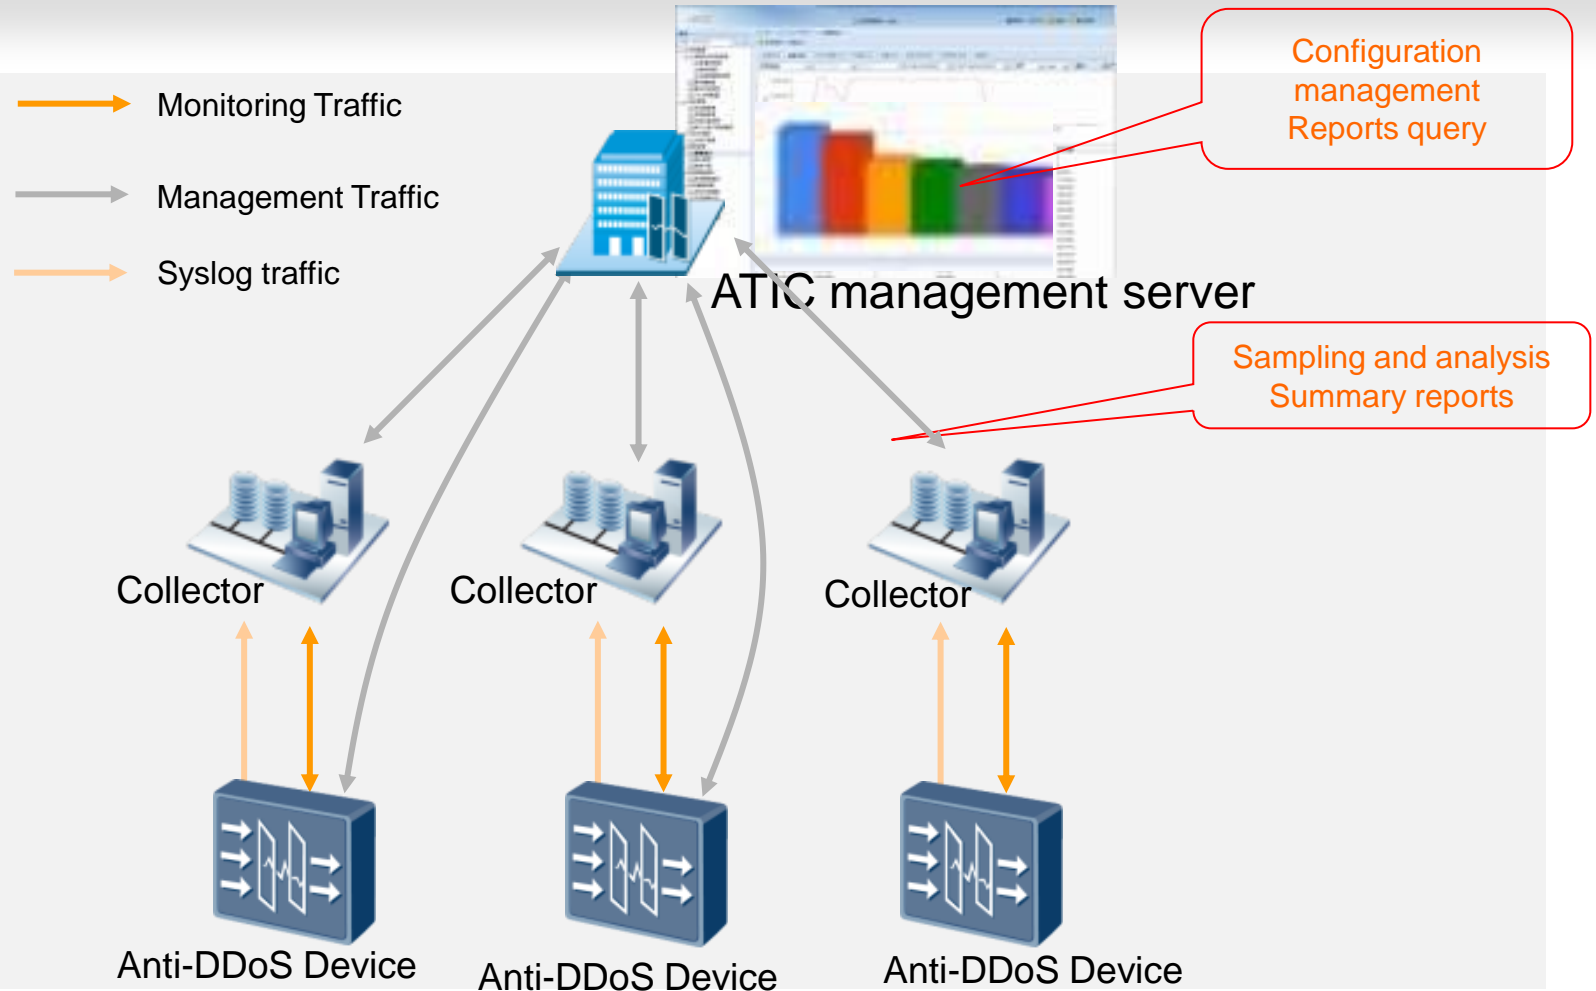 Configuration
management
Reports query
Monitoring Traffic
Management Traffic
Syslog traffic
ATIC management server
Sampling and analysis
Summary reports
Collector
Collector
Collector
Anti-DDoS Device
Anti-DDoS Device
Anti-DDoS Device